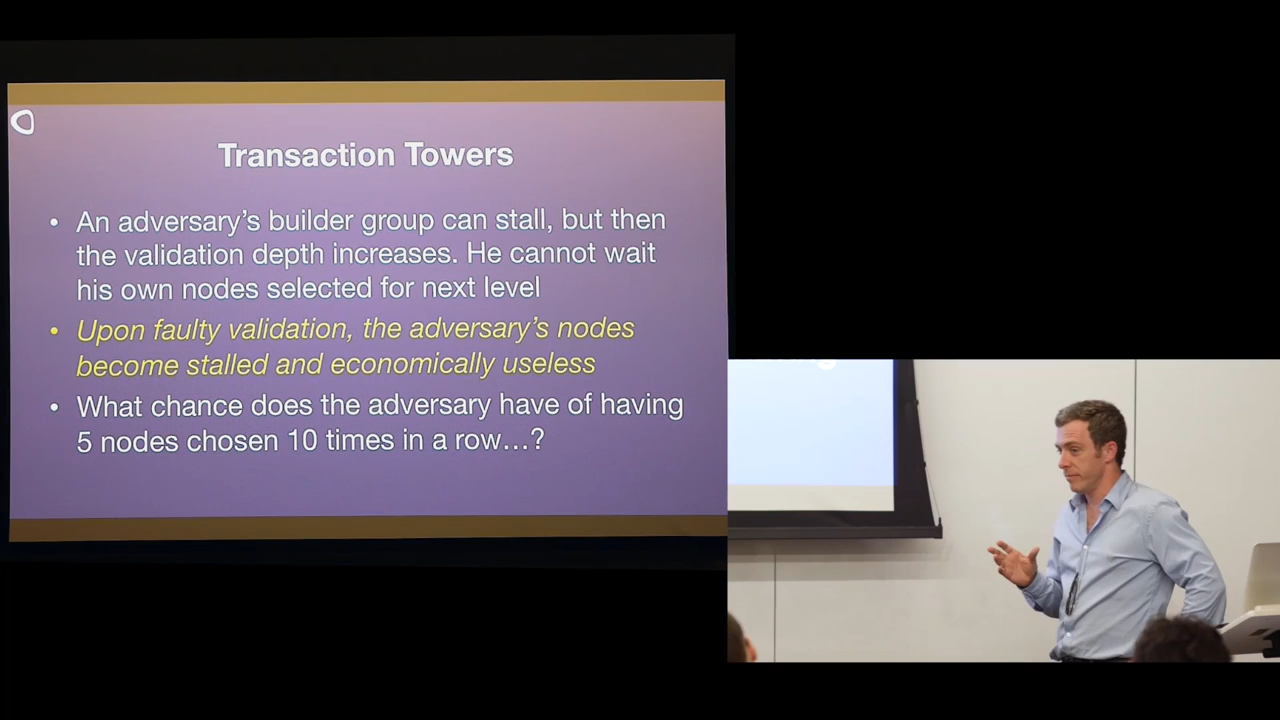 Transaction Towers
• An adversary's builder group can stall, but then
the validation depth increases. He cannot wait
his own nodes selected for next level
• Upon faulty validation, the adversary's nodes
become stalled and economically useless
• What chance does the adversary have of having
5 nodes chosen 10 times in a row…?